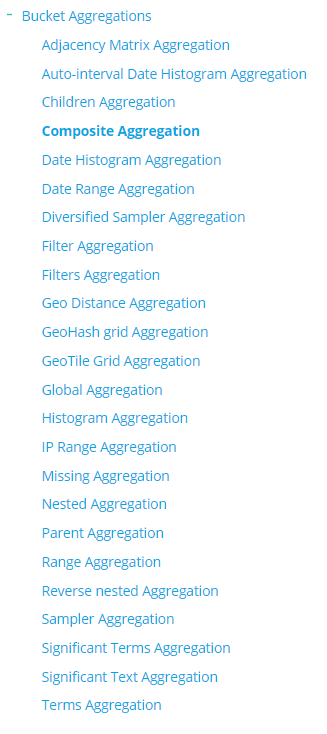 - Bucket Aggregations
Adjacency Matrix Aggregation
Auto-interval Date Histogram Aggregation
Children Aggregation
Composite Aggregation
Date Histogram Aggregation
Date Range Aggregation
Diversified Sampler Aggregation
Filter Aggregation
Filters Aggregation
Geo Distance Aggregation
GeoHash grid Aggregation
GeoTile Grid Aggregation
Global Aggregation
Histogram Aggregation
IP Range Aggregation
Missing Aggregation
Nested Aggregation
Parent Aggregation
Range Aggregation
Reverse nested Aggregation
Sampler Aggregation
Significant Terms Aggregation
Significant Text Aggregation
Terms Aggregation